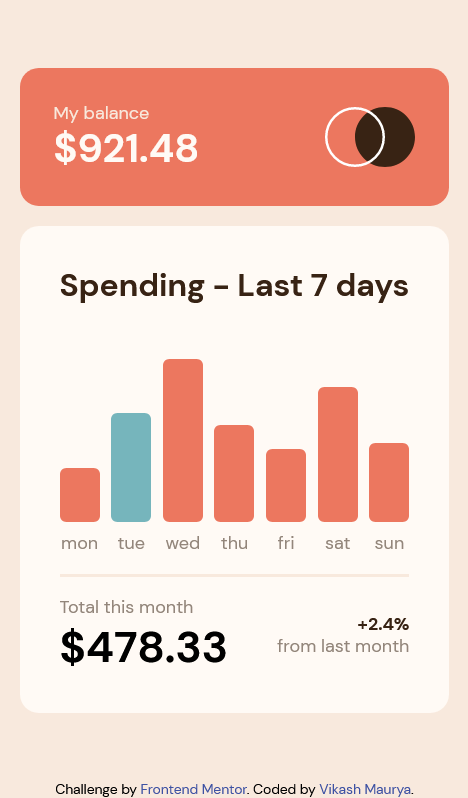 My balance
$921.48
Spending - Last 7 days
mon tue wed thu fri sat sun
Total this month
$478.33
+2.4%
from last month
Challenge by Frontend Mentor. Coded by Vikash Maurya.